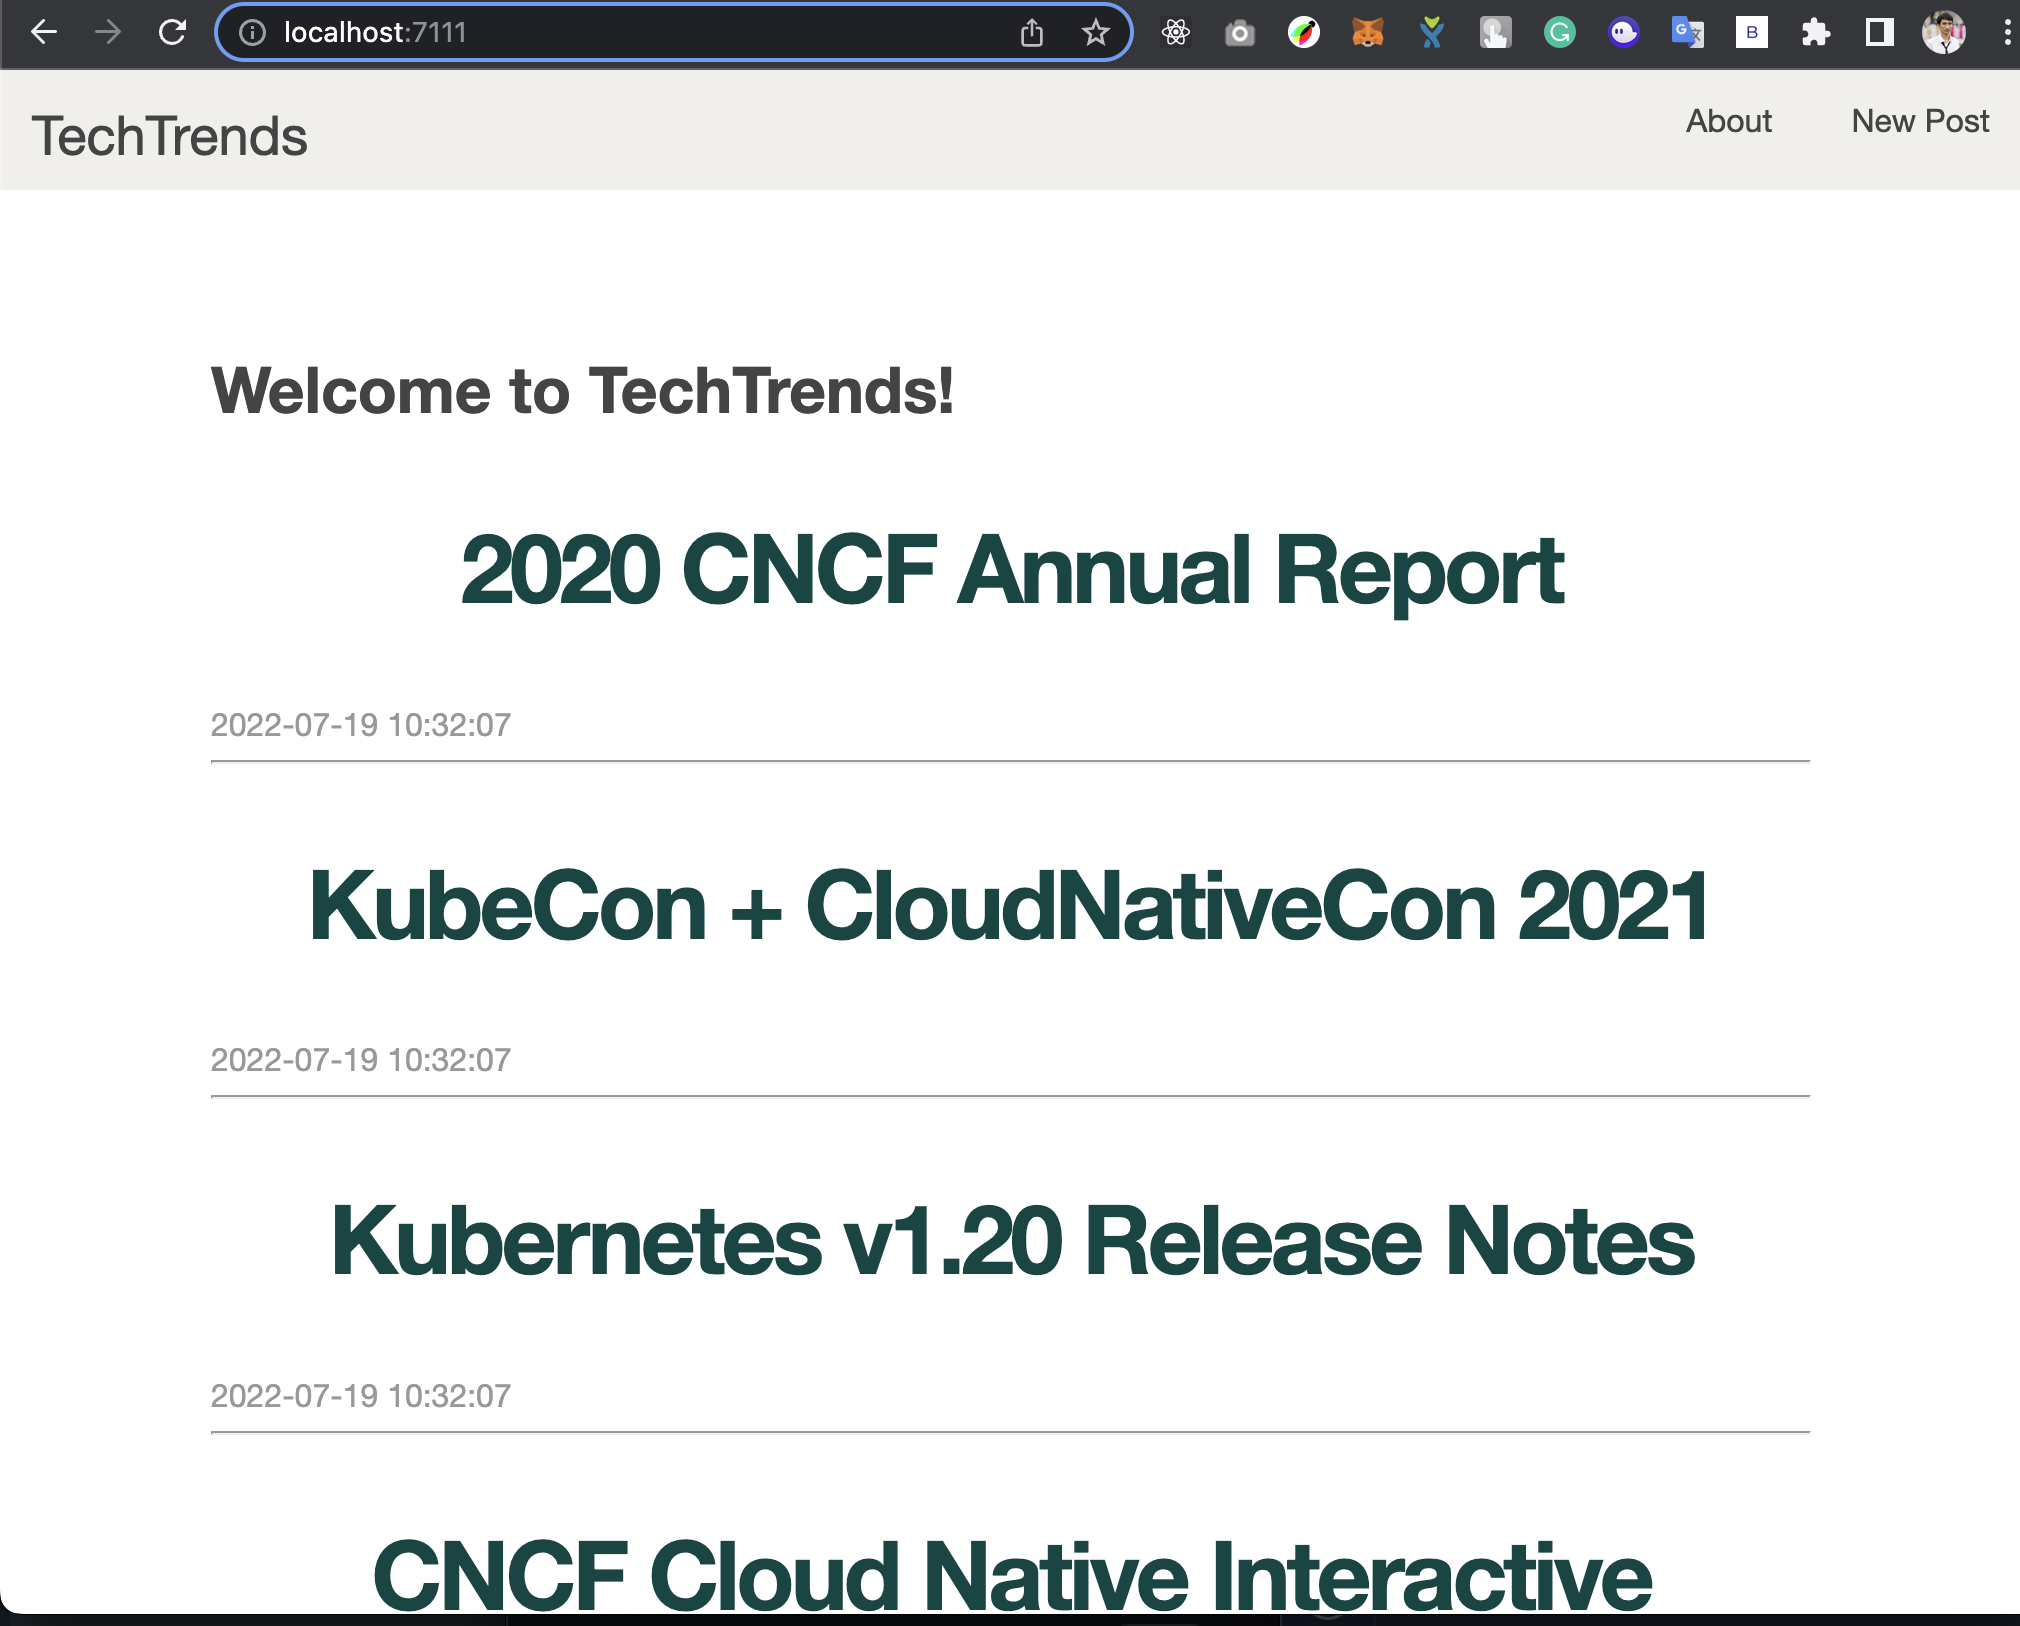 localhost:7111
TechTrends
About
New Post
Welcome to TechTrends!
2020 CNCF Annual Report
2022-07-19 10:32:07
KubeCon + CloudNativeCon 2021
2022-07-19 10:32:07
Kubernetes v1.20 Release Notes
2022-07-19 10:32:07
CNCF Cloud Native Interactive